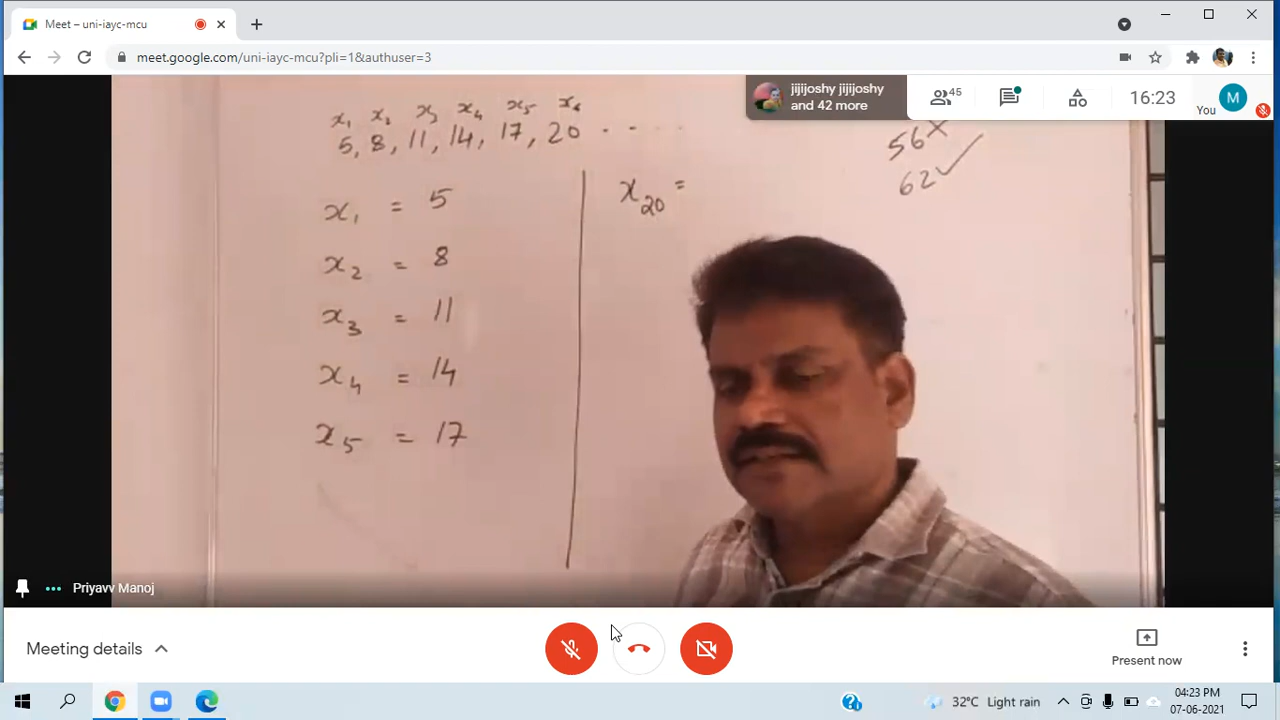 Meet – uni-iayc-mcu
meet.google.com/uni-iayc-mcu?pli=1&authuser=3
jijijoshy jijijoshy
and 42 more
45
16:23
You
M
x₁ x₂ x₃ x₄ x₅ x₆
5, 8, 11, 14, 17, 20 . . . .
x₁ = 5
x₂ = 8
x₃ = 11
x₄ = 14
x₅ = 17
x₂₀ =
56 ×
62 ✓
Priyavv Manoj
Meeting details
Present now
32°C Light rain
04:23 PM
07-06-2021